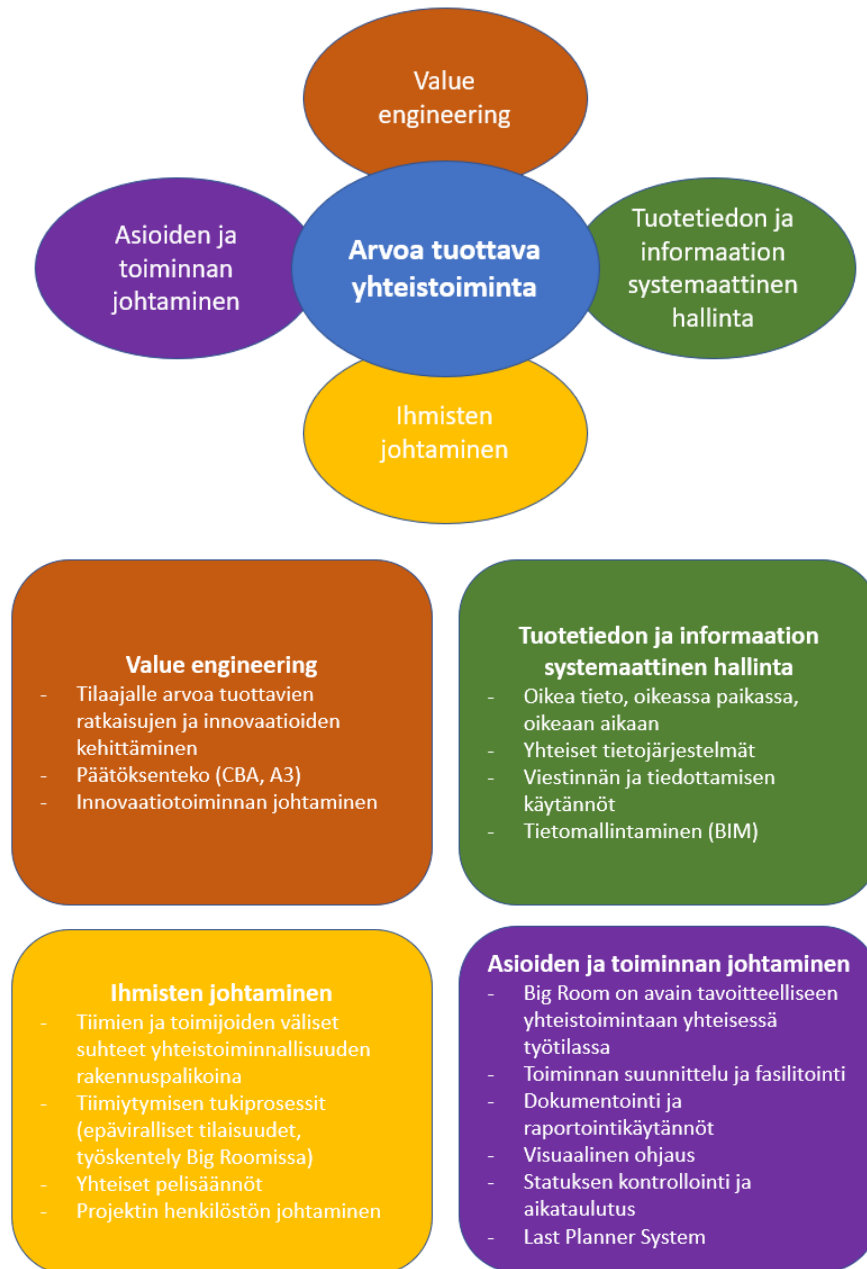 Value
engineering
Asioiden ja
toiminnan
johtaminen
Arvoa tuottava
yhteistoiminta
Tuotetiedon ja
informaation
systemaattinen
hallinta
Ihmisten
johtaminen
Value engineering
- Tilaajalle arvoa tuottavien
ratkaisujen ja innovaatioiden
kehittäminen
- Päätöksenteko (CBA, A3)
- Innovaatiotoiminnan johtaminen
Tuotetiedon ja informaation
systemaattinen hallinta
- Oikea tieto, oikeassa paikassa,
oikeaan aikaan
- Yhteiset tietojärjestelmät
- Viestinnän ja tiedottamisen
käytännöt
- Tietomallintaminen (BIM)
Ihmisten johtaminen
- Tiimien ja toimijoiden väliset
suhteet yhteistoiminnallisuuden
rakennuspalikoina
- Tiimiytymisen tukiprosessit
(epäviralliset tilaisuudet,
työskentely Big Roomissa)
- Yhteiset pelisäännöt
- Projektin henkilöstön johtaminen
Asioiden ja toiminnan johtaminen
- Big Room on avain tavoitteelliseen
yhteistoimintaan yhteisessä
työtilassa
- Toiminnan suunnittelu ja fasilitointi
- Dokumentointi ja
raportointikäytännöt
- Visuaalinen ohjaus
- Statuksen kontrollointi ja
aikataulutus
- Last Planner System